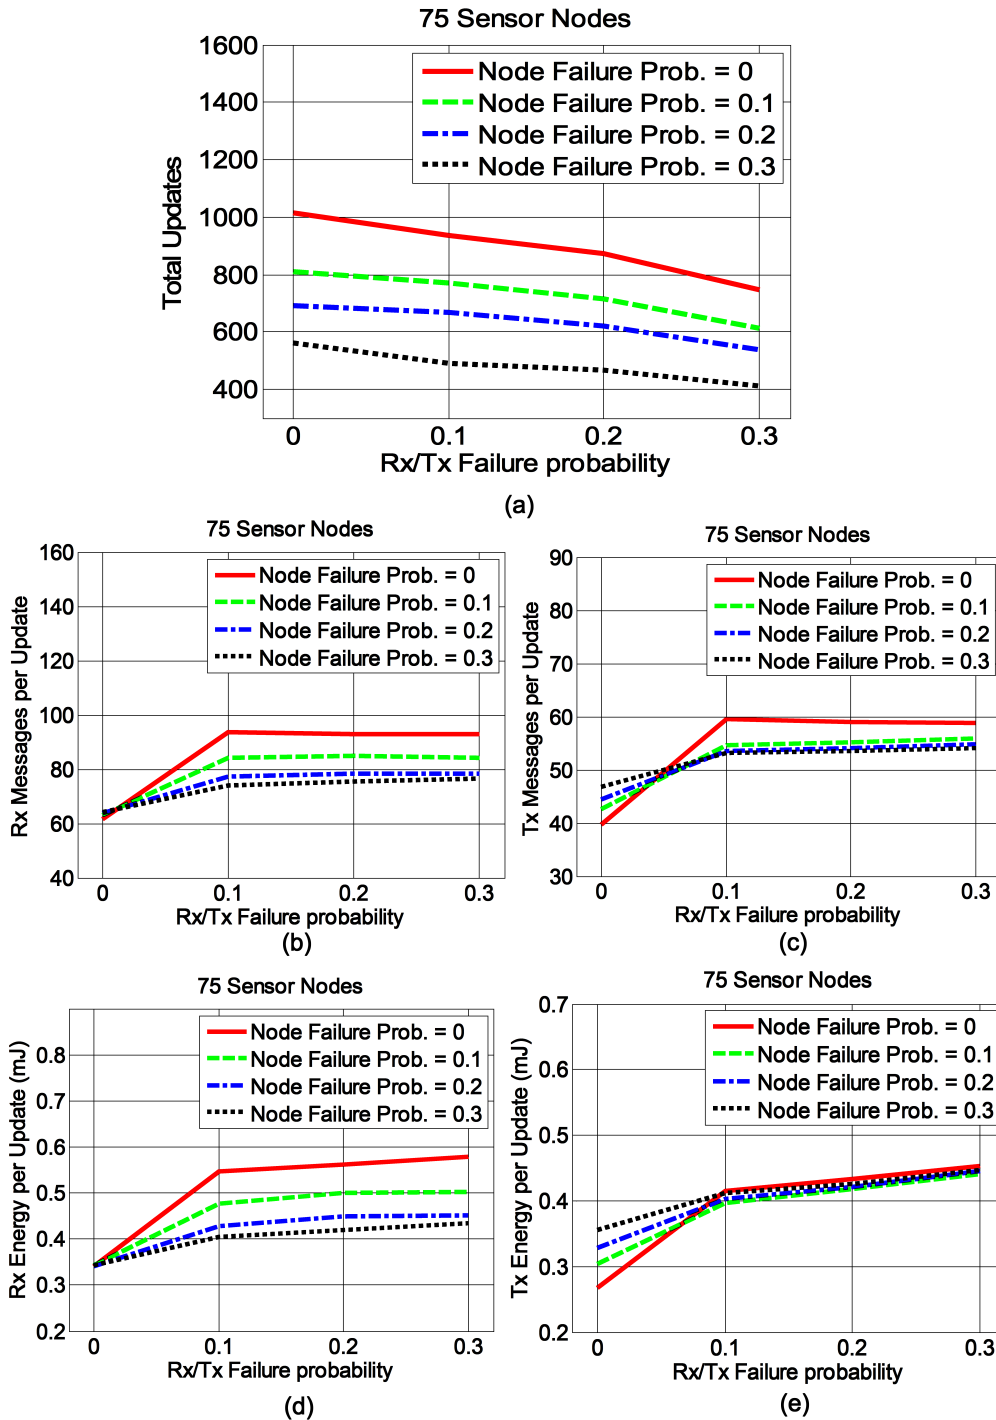 75 Sensor Nodes
1600
1400
1200
1000
800
600
400
Total Updates
Node Failure Prob. = 0
Node Failure Prob. = 0.1
Node Failure Prob. = 0.2
Node Failure Prob. = 0.3
0 0.1 0.2 0.3
Rx/Tx Failure probability
(a)
75 Sensor Nodes
160
140
120
100
80
60
40
Rx Messages per Update
Node Failure Prob. = 0
Node Failure Prob. = 0.1
Node Failure Prob. = 0.2
Node Failure Prob. = 0.3
0 0.1 0.2 0.3
Rx/Tx Failure probability
(b)
75 Sensor Nodes
90
80
70
60
50
40
30
Tx Messages per Update
Node Failure Prob. = 0
Node Failure Prob. = 0.1
Node Failure Prob. = 0.2
Node Failure Prob. = 0.3
0 0.1 0.2 0.3
Rx/Tx Failure probability
(c)
75 Sensor Nodes
0.8
0.7
0.6
0.5
0.4
0.3
0.2
Rx Energy per Update (mJ)
Node Failure Prob. = 0
Node Failure Prob. = 0.1
Node Failure Prob. = 0.2
Node Failure Prob. = 0.3
0 0.1 0.2 0.3
Rx/Tx Failure probability
(d)
75 Sensor Nodes
0.7
0.6
0.5
0.4
0.3
0.2
Tx Energy per Update (mJ)
Node Failure Prob. = 0
Node Failure Prob. = 0.1
Node Failure Prob. = 0.2
Node Failure Prob. = 0.3
0 0.1 0.2 0.3
Rx/Tx Failure probability
(e)